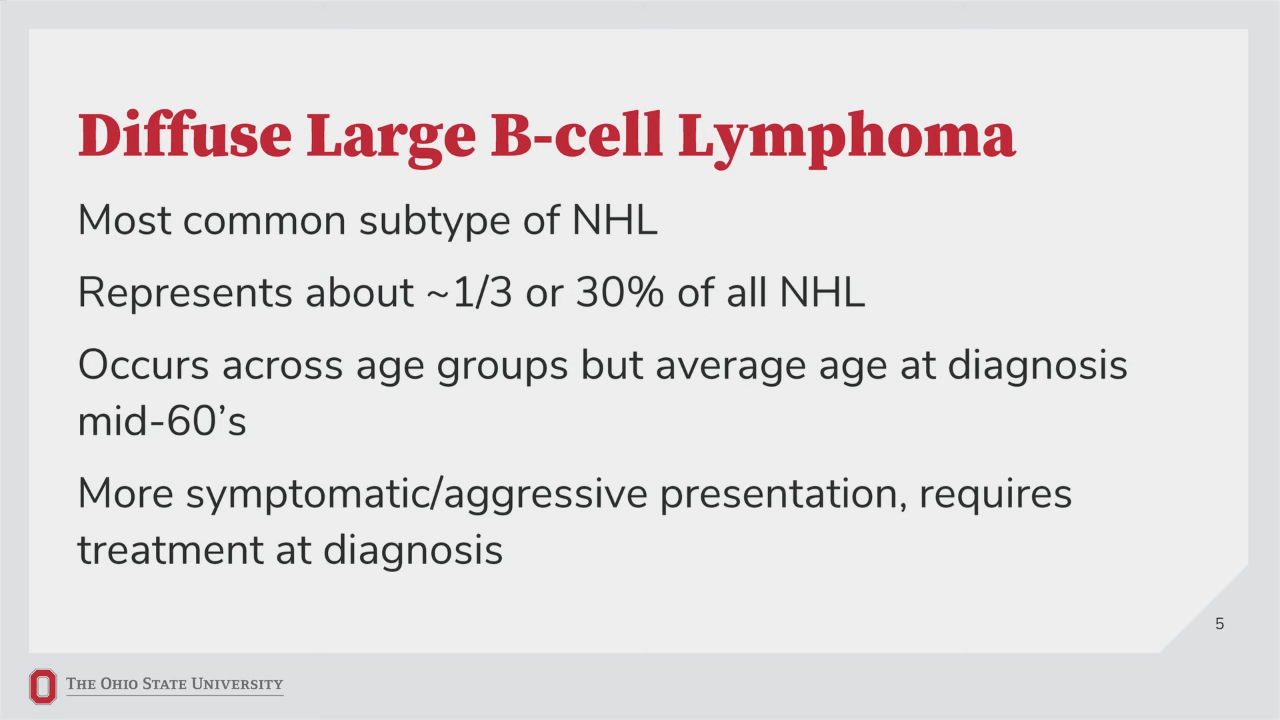 Diffuse Large B-cell Lymphoma
Most common subtype of NHL
Represents about ~1/3 or 30% of all NHL
Occurs across age groups but average age at diagnosis
mid-60’s
More symptomatic/aggressive presentation, requires
treatment at diagnosis
5
The Ohio State University